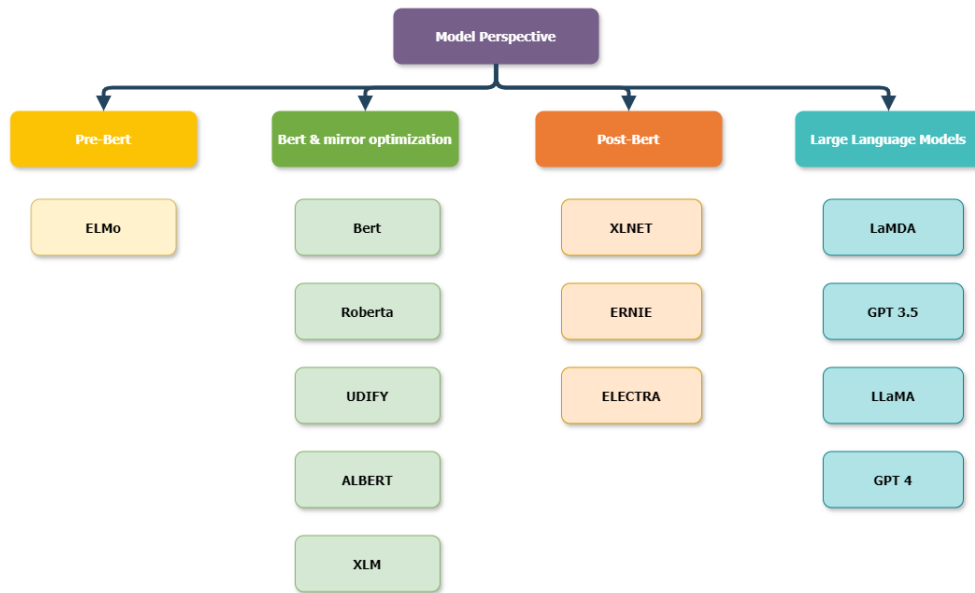 Model Perspective
Pre-Bert
Bert & mirror optimization
Post-Bert
Large Language Models
ELMo
Bert
XLNET
LaMDA
Roberta
ERNIE
GPT 3.5
UDIFY
ELECTRA
LLaMA
ALBERT
GPT 4
XLM